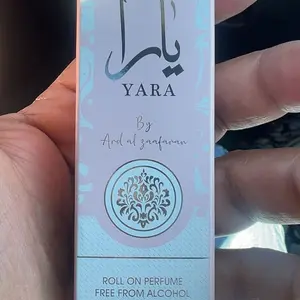 يارا
YARA
By
Ard al zaafaran
ROLL ON PERFUME
FREE FROM ALCOHOL